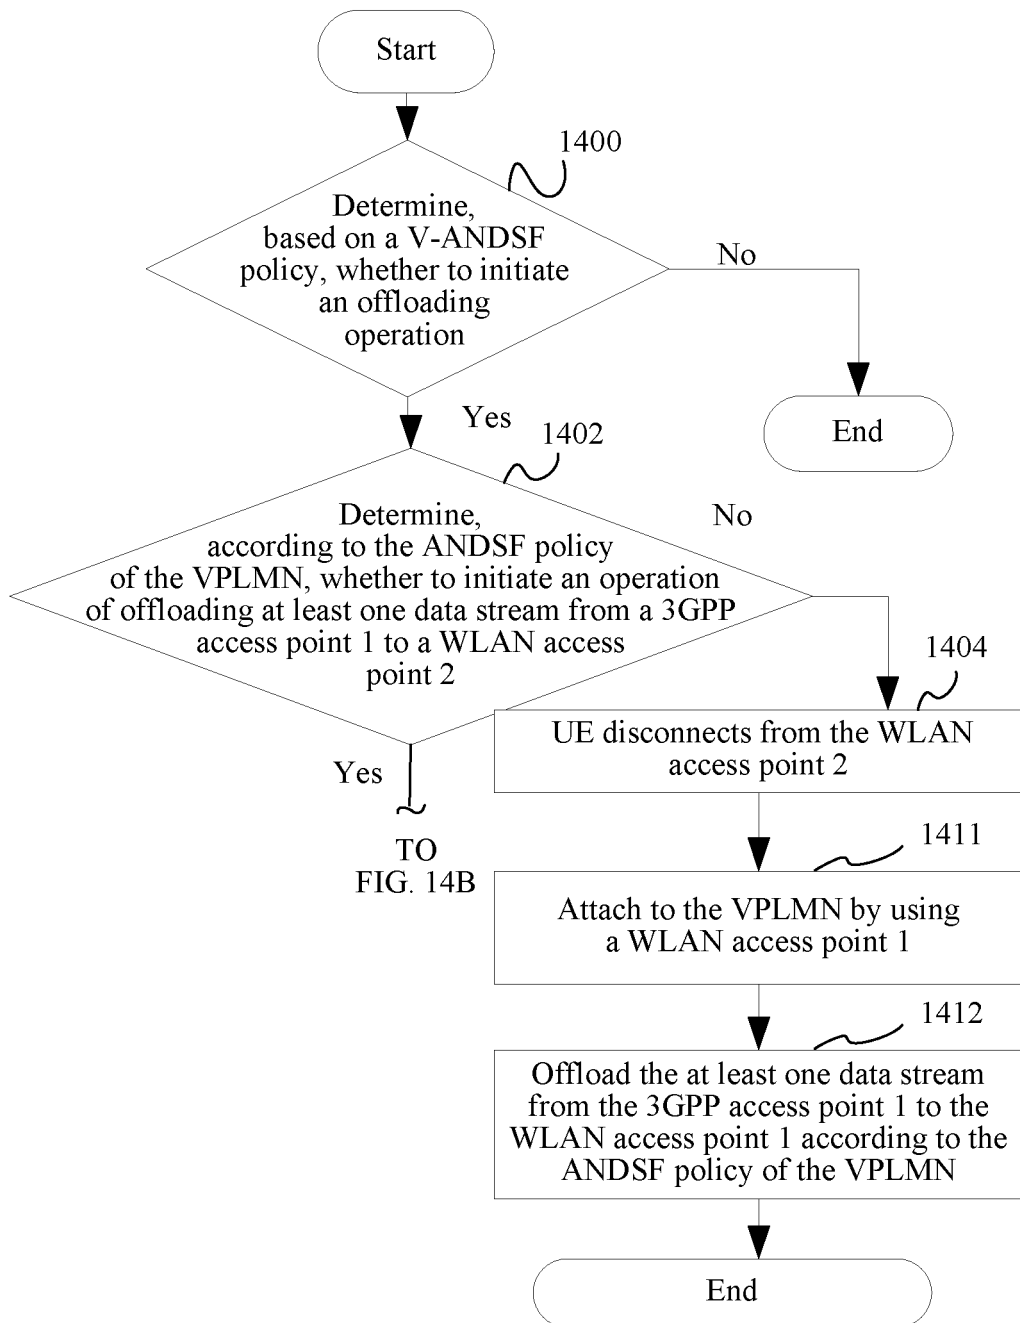 Start
1400
Determine,
based on a V-ANDSF
policy, whether to initiate
an offloading
operation
No
End
Yes
1402
Determine,
according to the ANDSF policy
of the VPLMN, whether to initiate an operation
of offloading at least one data stream from a 3GPP
access point 1 to a WLAN access
point 2
No
1404
UE disconnects from the WLAN
access point 2
Yes
TO
FIG. 14B
1411
Attach to the VPLMN by using
a WLAN access point 1
1412
Offload the at least one data stream
from the 3GPP access point 1 to the
WLAN access point 1 according to the
ANDSF policy of the VPLMN
End